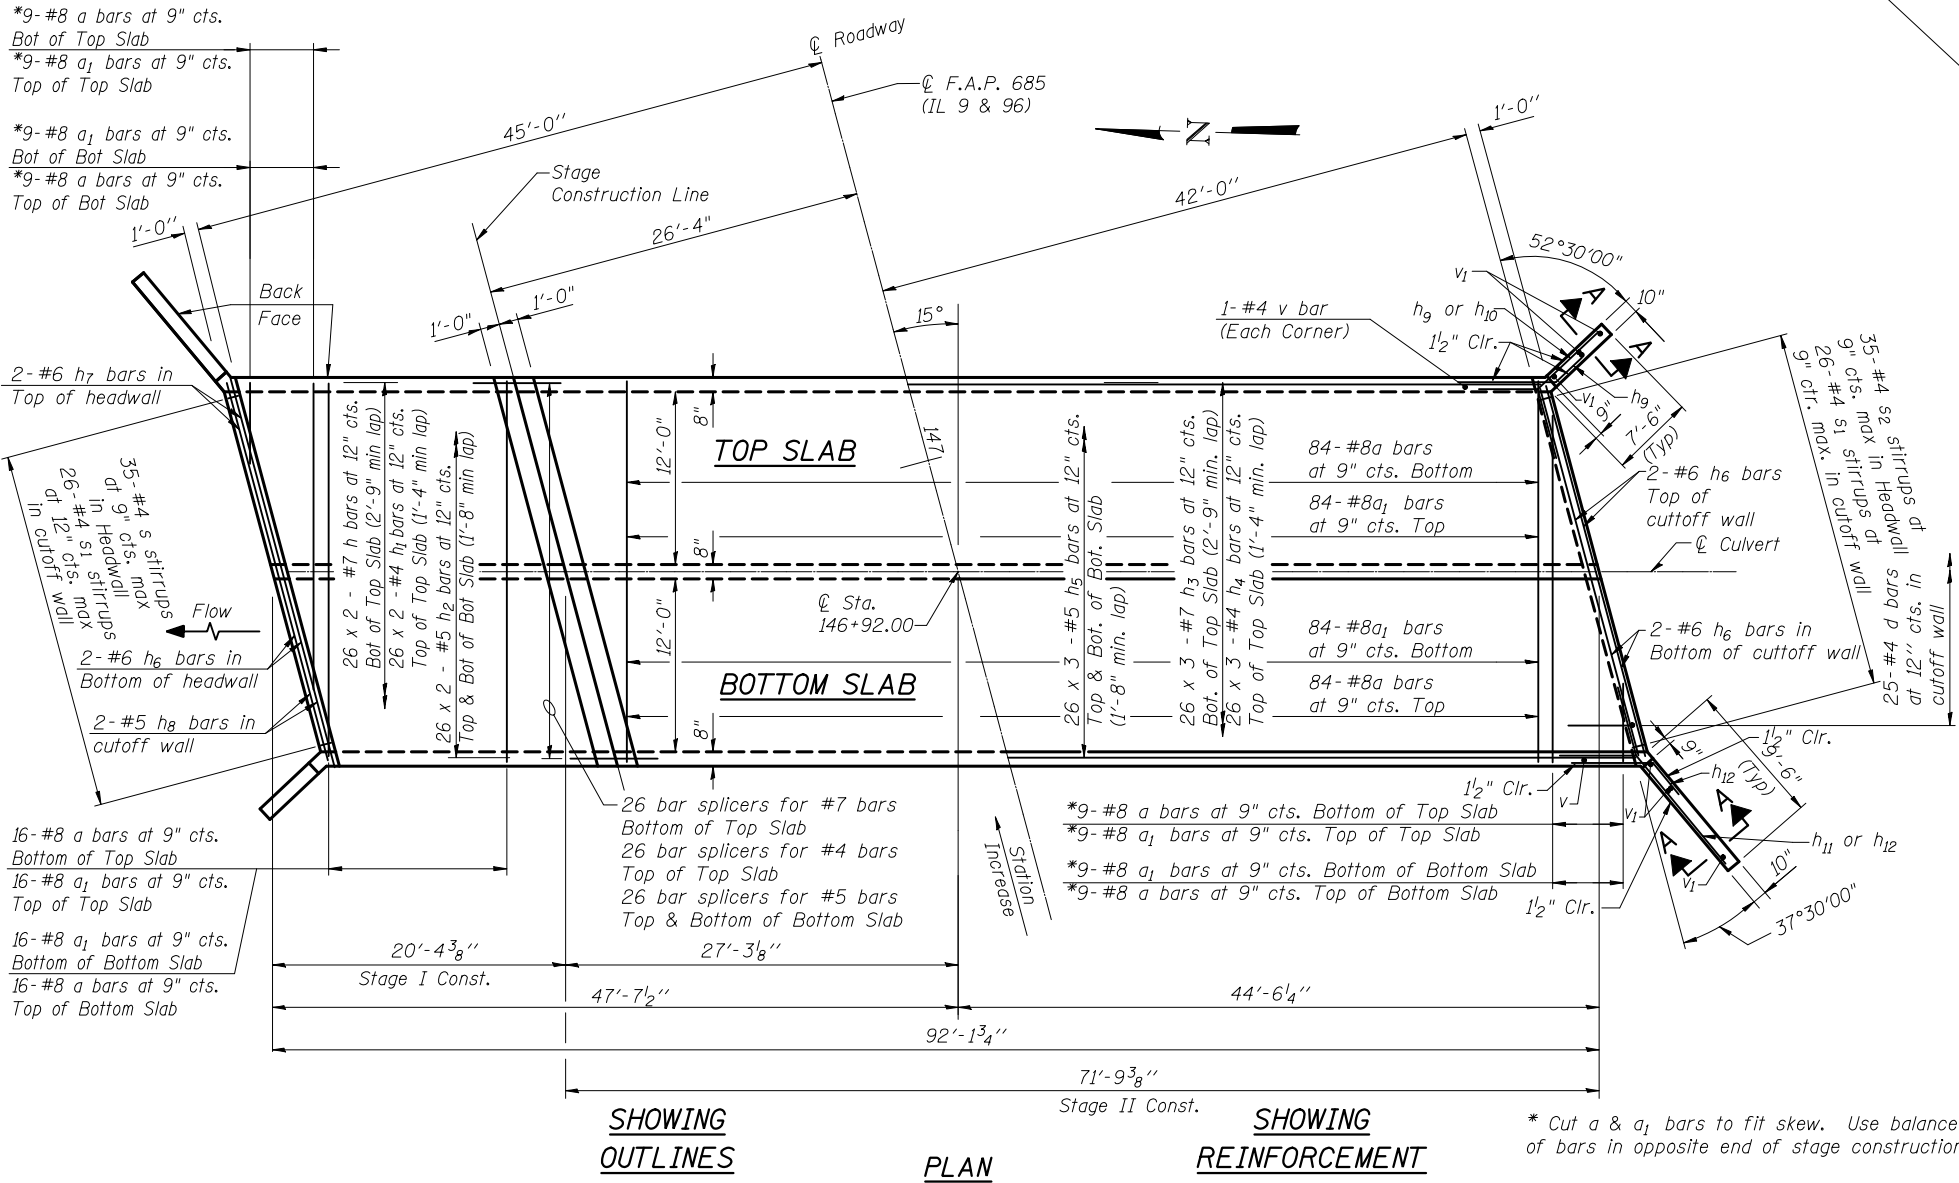 *9-#8 a bars at 9" cts.
Bot of Top Slab
*9-#8 a1 bars at 9" cts.
Top of Top Slab
*9-#8 a1 bars at 9" cts.
Bot of Bot Slab
*9-#8 a bars at 9" cts.
Top of Bot Slab
1'-0"
45'-0"
℄ Roadway
℄ F.A.P. 685
(IL 9 & 96)
Stage
Construction Line
26'-4"
N
1'-0"
42'-0"
52°30'00"
v1
10"
A
h9 or h10
1-#4 v bar
(Each Corner)
1½" Clr.
A
v1
9"
h9
7'-6"
(Typ)
35-#4 s2 stirrups at
9" cts. max in Headwall
26-#4 s1 stirrups at
9" ctr. max. in cutoff wall
Back
Face
1'-0"
1'-0"
15°
2-#6 h7 bars in
Top of headwall
35-#4 s stirrups
at 9" cts. max
in Headwall
26-#4 s1 stirrups
at 12" cts. max
in cutoff wall
26 x 2 - #7 h bars at 12" cts.
Bot of Top Slab (2'-9" min lap)
26 x 2 - #4 h1 bars at 12" cts.
Top of Top Slab (1'-4" min lap)
26 x 2 - #5 h2 bars at 12" cts.
Top & Bot of Bot Slab (1'-8" min lap)
12'-0"
8"
TOP SLAB
147
26 x 3 -#5 h5 bars at 12" cts.
Top & Bot. of Bot. Slab
(1'-8" min. lap)
26 x 3 -#7 h3 bars at 12" cts.
Bot. of Top Slab (2'-9" min. lap)
26 x 3 -#4 h4 bars at 12" cts.
Top of Top Slab (1'-4" min. lap)
84-#8a bars
at 9" cts. Bottom
84-#8a1 bars
at 9" cts. Top
2-#6 h6 bars
Top of
cuttoff wall
℄ Culvert
8"
12'-0"
℄ Sta.
146+92.00
84-#8a1 bars
at 9" cts. Bottom
84-#8a bars
at 9" cts. Top
2-#6 h6 bars in
Bottom of cuttoff wall
25-#4 d bars
at 12" cts. in
cutoff wall
Flow
2-#6 h6 bars in
Bottom of headwall
2-#5 h8 bars in
cutoff wall
BOTTOM SLAB
8"
9"
1½" Clr.
9'-6"
(Typ)
h12
1½" Clr.
v
v1
A
A
h11 or h12
v1
10"
1½" Clr.
37°30'00"
26 bar splicers for #7 bars
Bottom of Top Slab
26 bar splicers for #4 bars
Top of Top Slab
26 bar splicers for #5 bars
Top & Bottom of Bottom Slab
Station
Increase
*9-#8 a bars at 9" cts. Bottom of Top Slab
*9-#8 a1 bars at 9" cts. Top of Top Slab
*9-#8 a1 bars at 9" cts. Bottom of Bottom Slab
*9-#8 a bars at 9" cts. Top of Bottom Slab
16-#8 a bars at 9" cts.
Bottom of Top Slab
16-#8 a1 bars at 9" cts.
Top of Top Slab
16-#8 a1 bars at 9" cts.
Bottom of Bottom Slab
16-#8 a bars at 9" cts.
Top of Bottom Slab
20'-4⅜"
Stage I Const.
27'-3⅛"
47'-7½"
44'-6¼"
92'-1¾"
71'-9⅜"
Stage II Const.
SHOWING
OUTLINES
PLAN
SHOWING
REINFORCEMENT
* Cut a & a1 bars to fit skew. Use balance
of bars in opposite end of stage construction